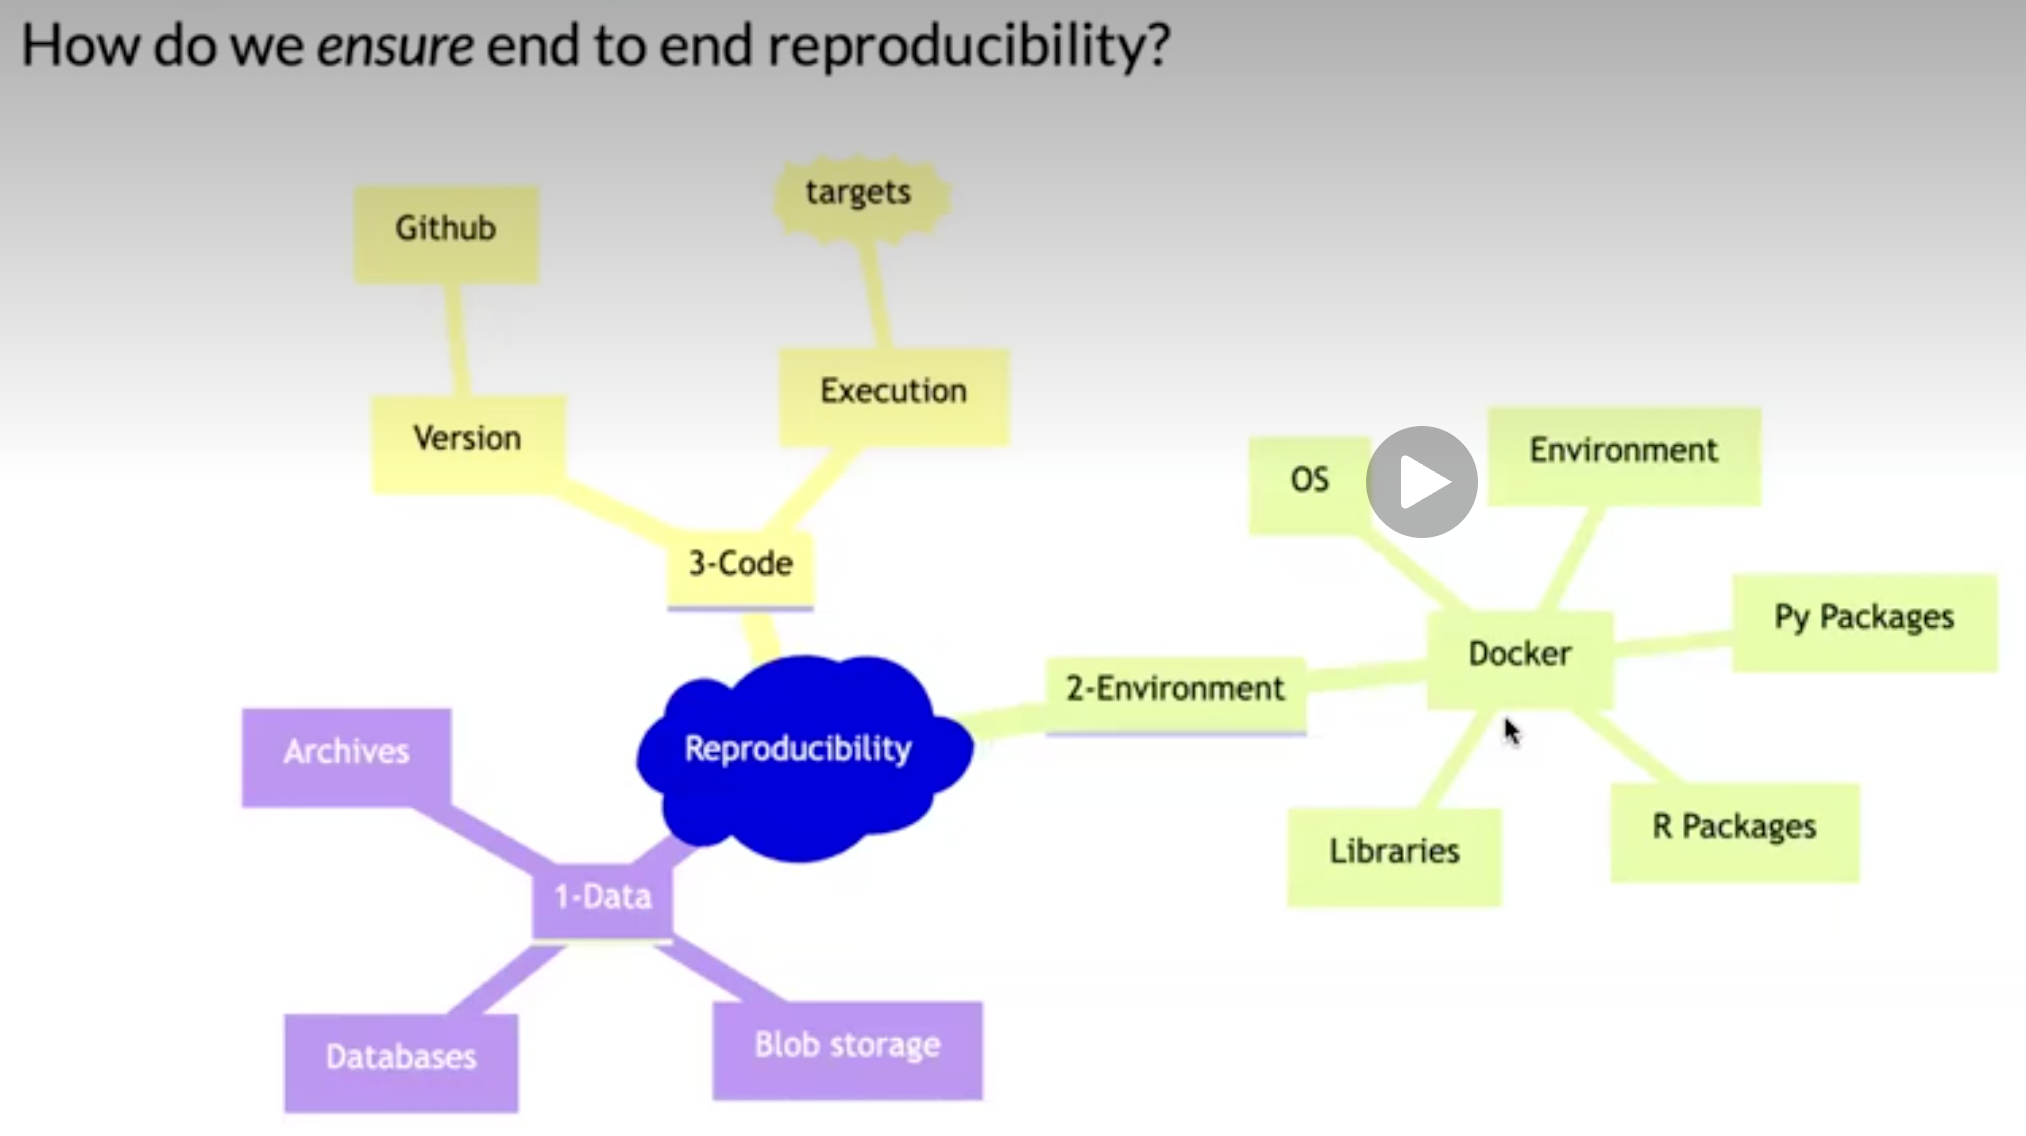 How do we ensure end to end reproducibility?
targets
Github
Execution
Version
3-Code
OS
Environment
Py Packages
Docker
2-Environment
Libraries
R Packages
Reproducibility
Archives
1-Data
Databases
Blob storage